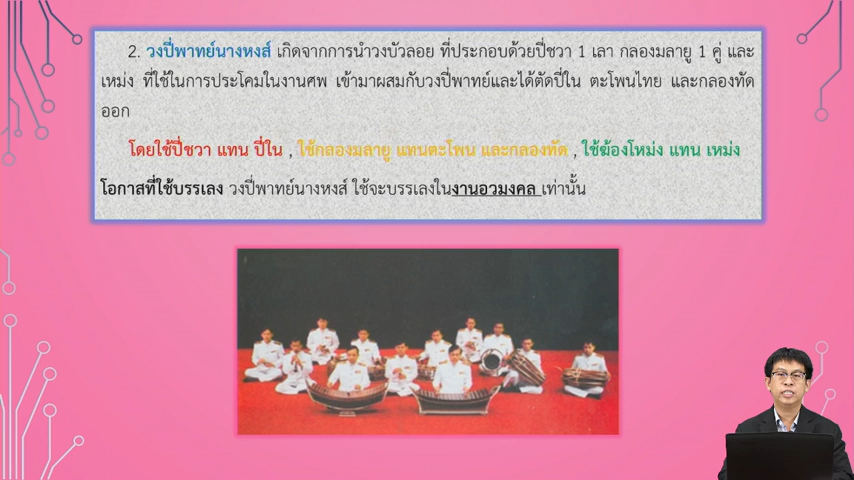 2. วงปี่พาทย์นางหงส์ เกิดจากการนำวงบัวลอย ที่ประกอบด้วยปี่ชวา 1 เลา กลองมลายู 1 คู่ และ
เหม่ง ที่ใช้ในการประโคมในงานศพ เข้ามาผสมกับวงปี่พาทย์และได้ตัดปี่ใน ตะโพนไทย และกลองทัด
ออก
โดยใช้ปี่ชวา แทน ปี่ใน , ใช้กลองมลายู แทนตะโพน และกลองทัด , ใช้ฆ้องโหม่ง แทน เหม่ง
โอกาสที่ใช้บรรเลง วงปี่พาทย์นางหงส์ ใช้จะบรรเลงในงานอวมงคล เท่านั้น